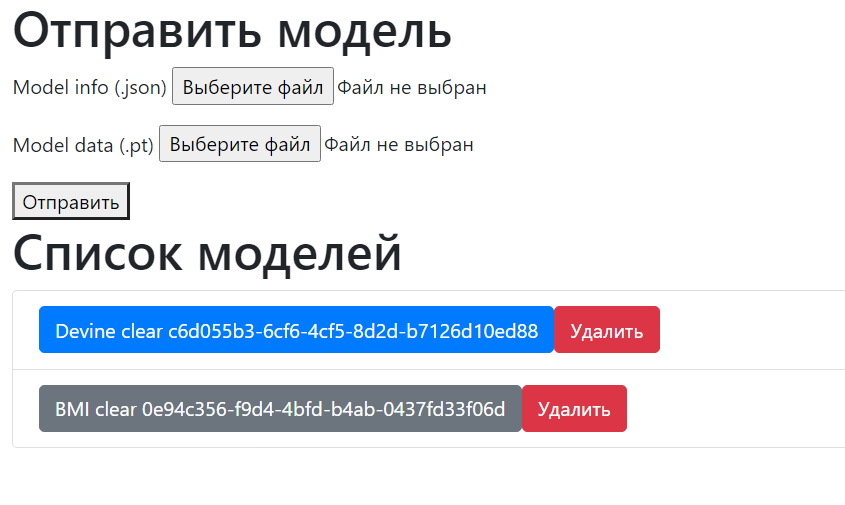 Отправить модель
Model info (.json) Выберите файл Файл не выбран
Model data (.pt) Выберите файл Файл не выбран
Отправить
Список моделей
Devine clear c6d055b3-6cf6-4cf5-8d2d-b7126d10ed88 Удалить
BMI clear 0e94c356-f9d4-4bfd-b4ab-0437fd33f06d Удалить